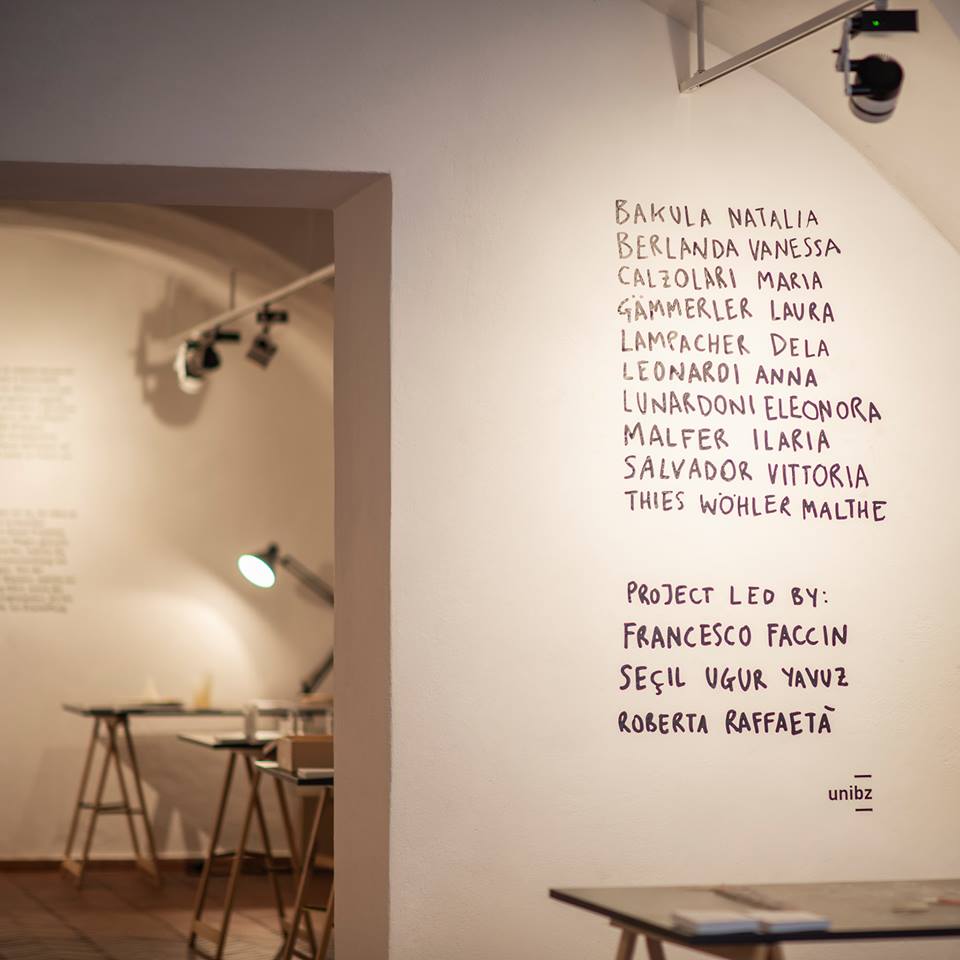 BAKULA NATALIA
BERLANDA VANESSA
CALZOLARI MARIA
GÄMMERLER LAURA
LAMPACHER DELA
LEONARDI ANNA
LUNARDONI ELEONORA
MALFER ILARIA
SALVADOR VITTORIA
THIES WÖHLER MALTHE
PROJECT LED BY:
FRANCESCO FACCIN
SEÇIL UGUR YAVUZ
ROBERTA RAFFAETÀ
unibz